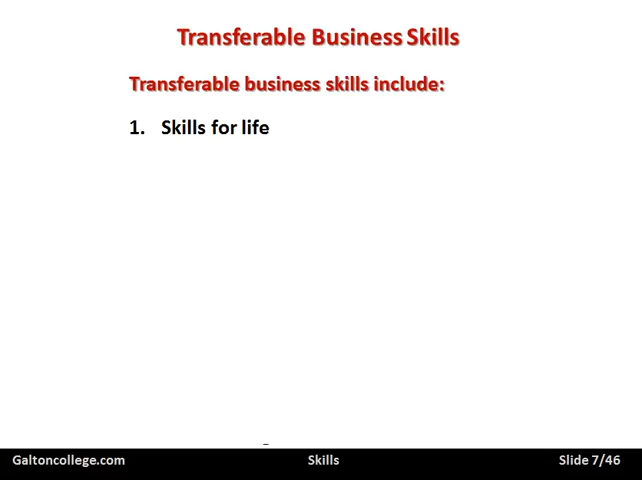 Transferable Business Skills
Transferable business skills include:
1. Skills for life
Galtoncollege.com Skills Slide 7/46